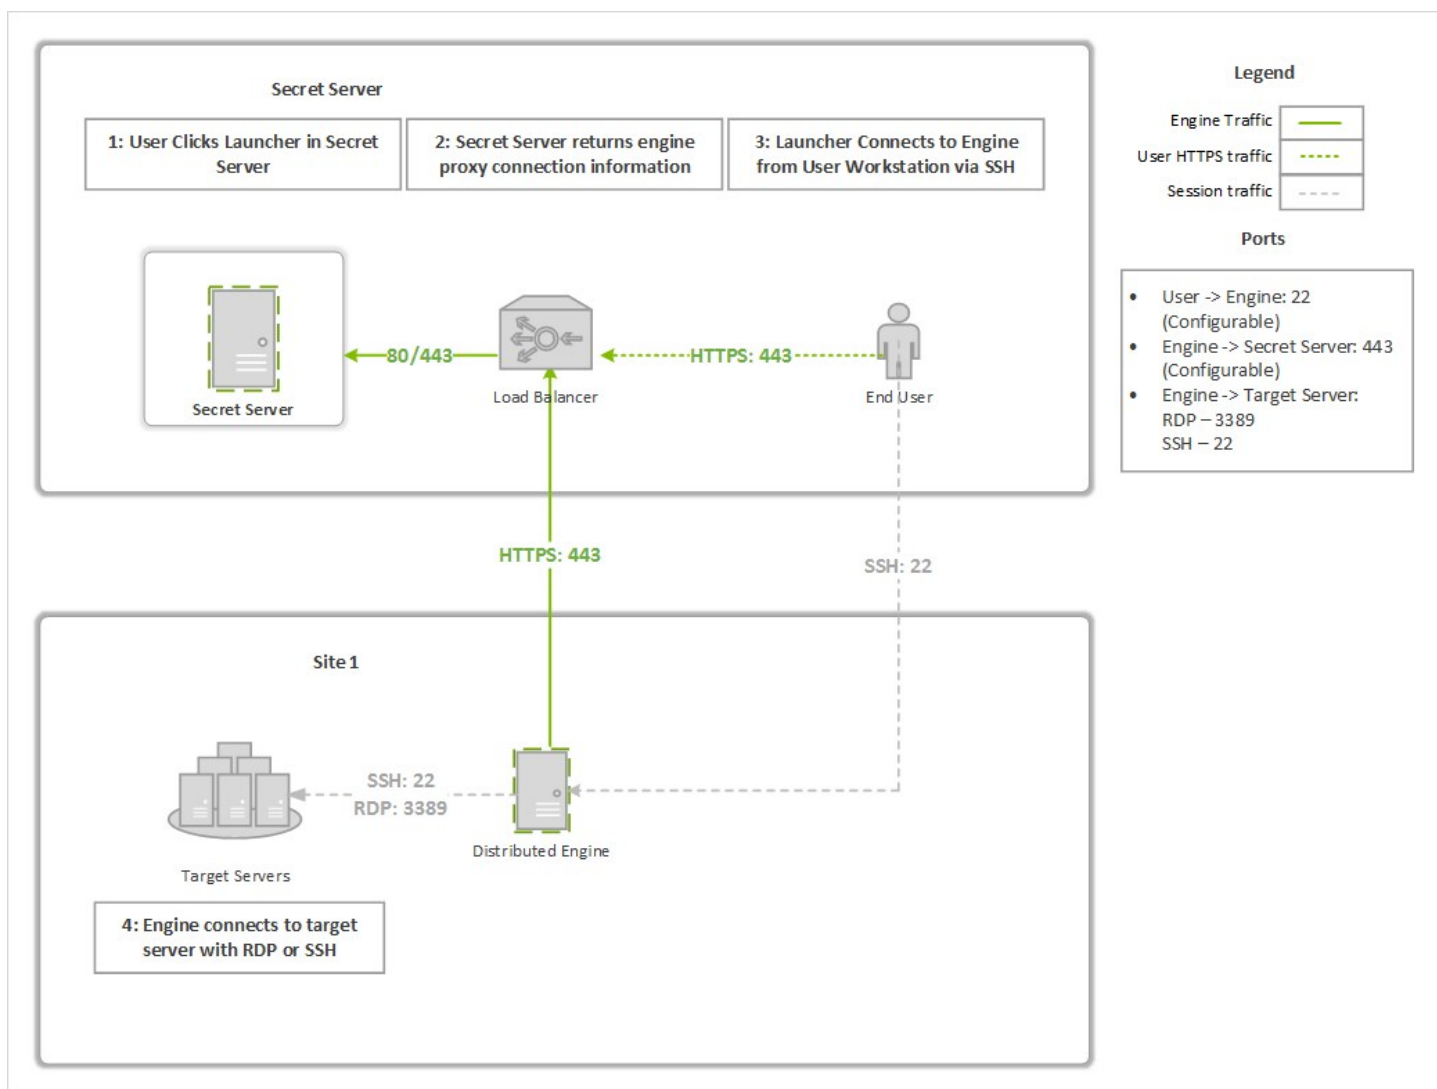 Secret Server
1: User Clicks Launcher in Secret
Server
2: Secret Server returns engine
proxy connection information
3: Launcher Connects to Engine
from User Workstation via SSH
Secret Server
80/443
Load Balancer
HTTPS: 443
End User
HTTPS: 443
SSH: 22
Site 1
Target Servers
SSH: 22
RDP: 3389
Distributed Engine
4: Engine connects to target
server with RDP or SSH
Legend
Engine Traffic
User HTTPS traffic
Session traffic
Ports
• User -> Engine: 22
(Configurable)
• Engine -> Secret Server: 443
(Configurable)
• Engine -> Target Server:
RDP – 3389
SSH – 22